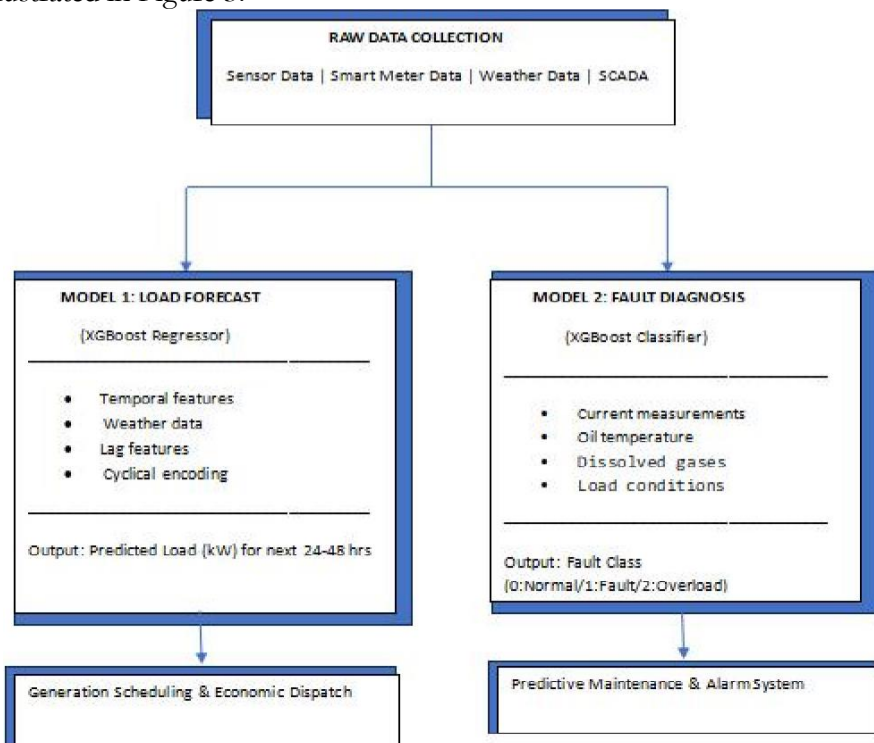 in Figure
RAW DATA COLLECTION
Sensor Data | Smart Meter Data | Weather Data | SCADA
MODEL 1: LOAD FORECAST
(XGBoost Regressor)
• Temporal features
• Weather data
• Lag features
• Cyclical encoding
Output: Predicted Load (kW) for next 24-48 hrs
MODEL 2: FAULT DIAGNOSIS
(XGBoost Classifier)
• Current measurements
• Oil temperature
• Dissolved gases
• Load conditions
Output: Fault Class
(0:Normal/1:Fault/2:Overload)
Generation Scheduling & Economic Dispatch
Predictive Maintenance & Alarm System